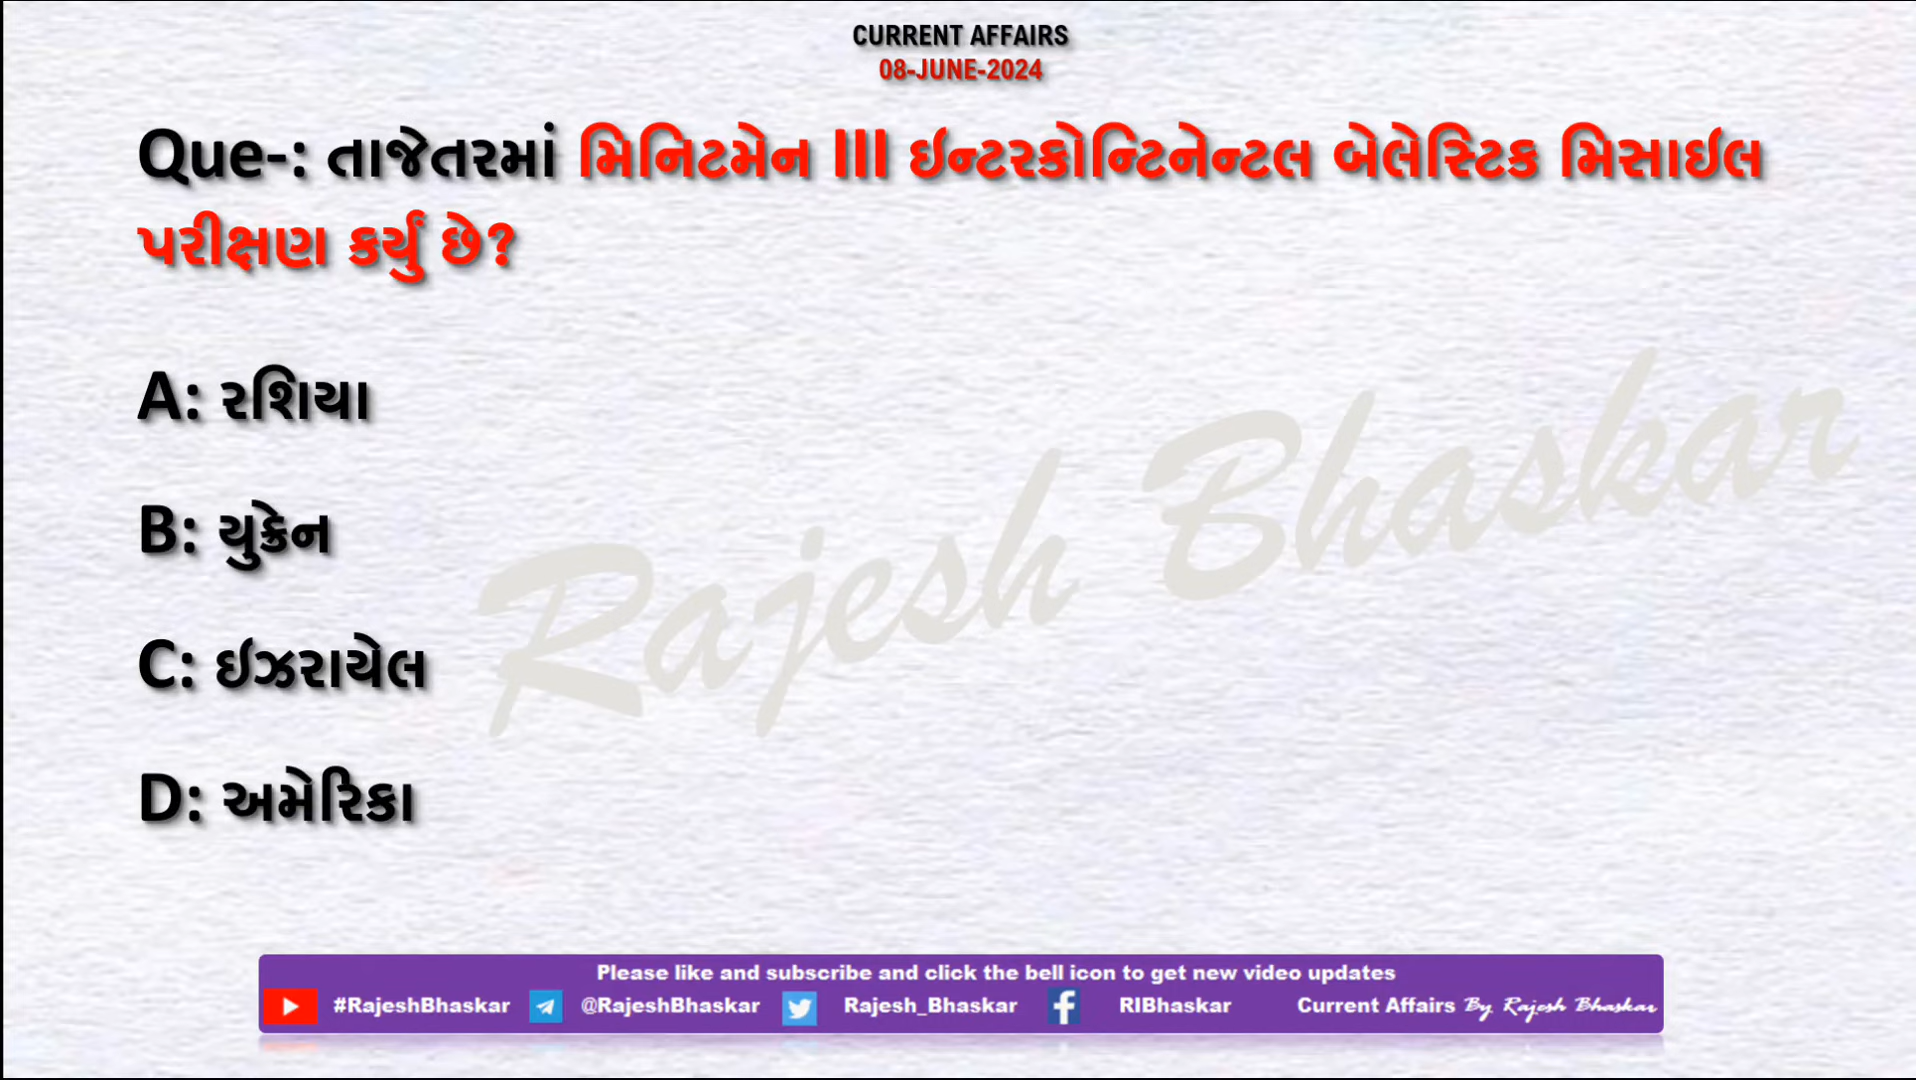 CURRENT AFFAIRS
08-JUNE-2024
Que-: તાજેતરમાં મિનિટમેન III ઇન્ટરકોન્ટિનેન્ટલ બેલેસ્ટિક મિસાઇલ
પરીક્ષણ કર્યું છે?
A: રશિયા
B: યુક્રેન
C: ઇઝરાયેલ
D: અમેરિકા
Rajesh Bhaskar
Please like and subscribe and click the bell icon to get new video updates
#RajeshBhaskar @RajeshBhaskar Rajesh_Bhaskar RIBhaskar Current Affairs By Rajesh Bhaskar